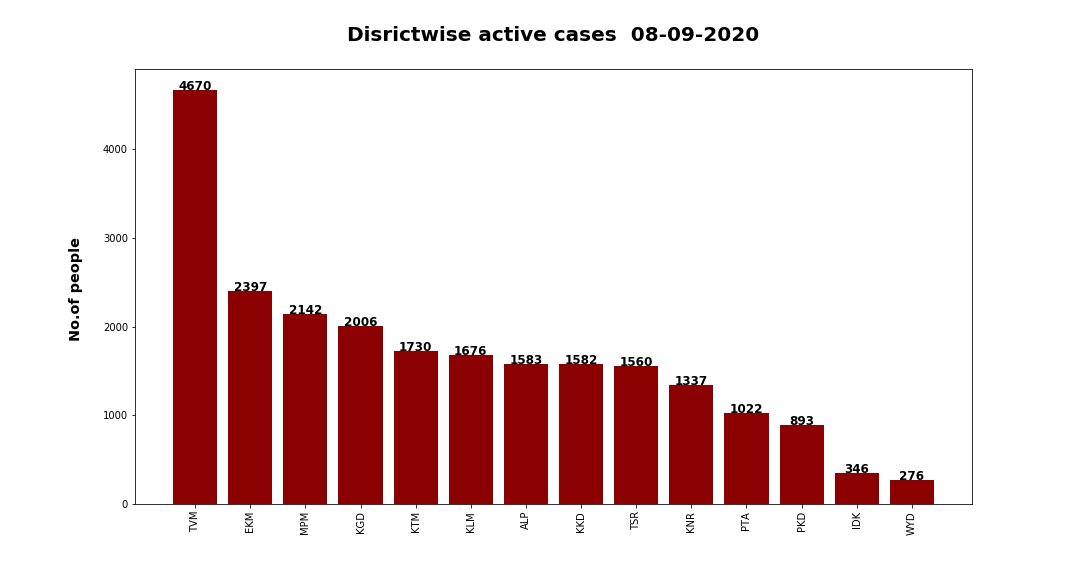 Disrictwise active cases  08-09-2020
No.of people
4000
3000
2000
1000
0
4670
2397
2142
2006
1730
1676
1583
1582
1560
1337
1022
893
346
276
TVM
EKM
MPM
KGD
KTM
KLM
ALP
KKD
TSR
KNR
PTA
PKD
IDK
WYD